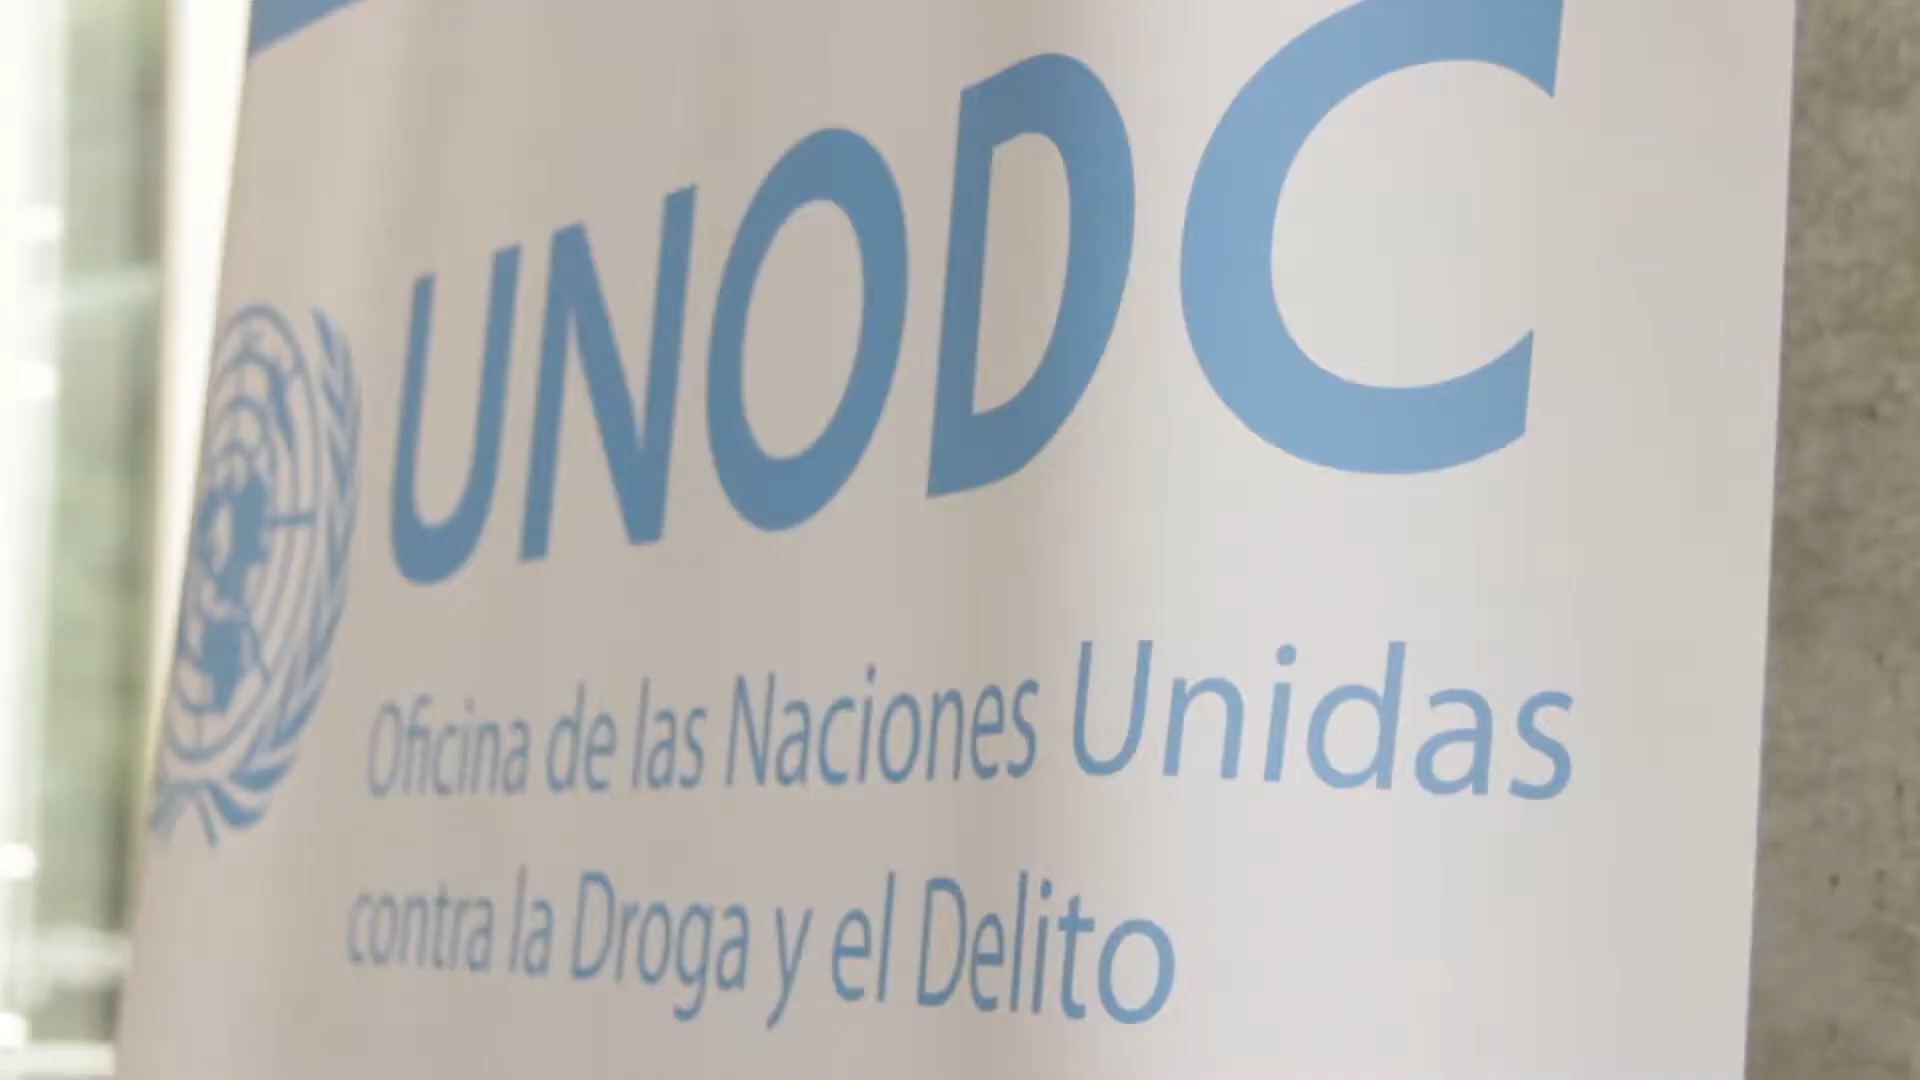 UNODC
Oficina de las Naciones Unidas
contra la Droga y el Delito